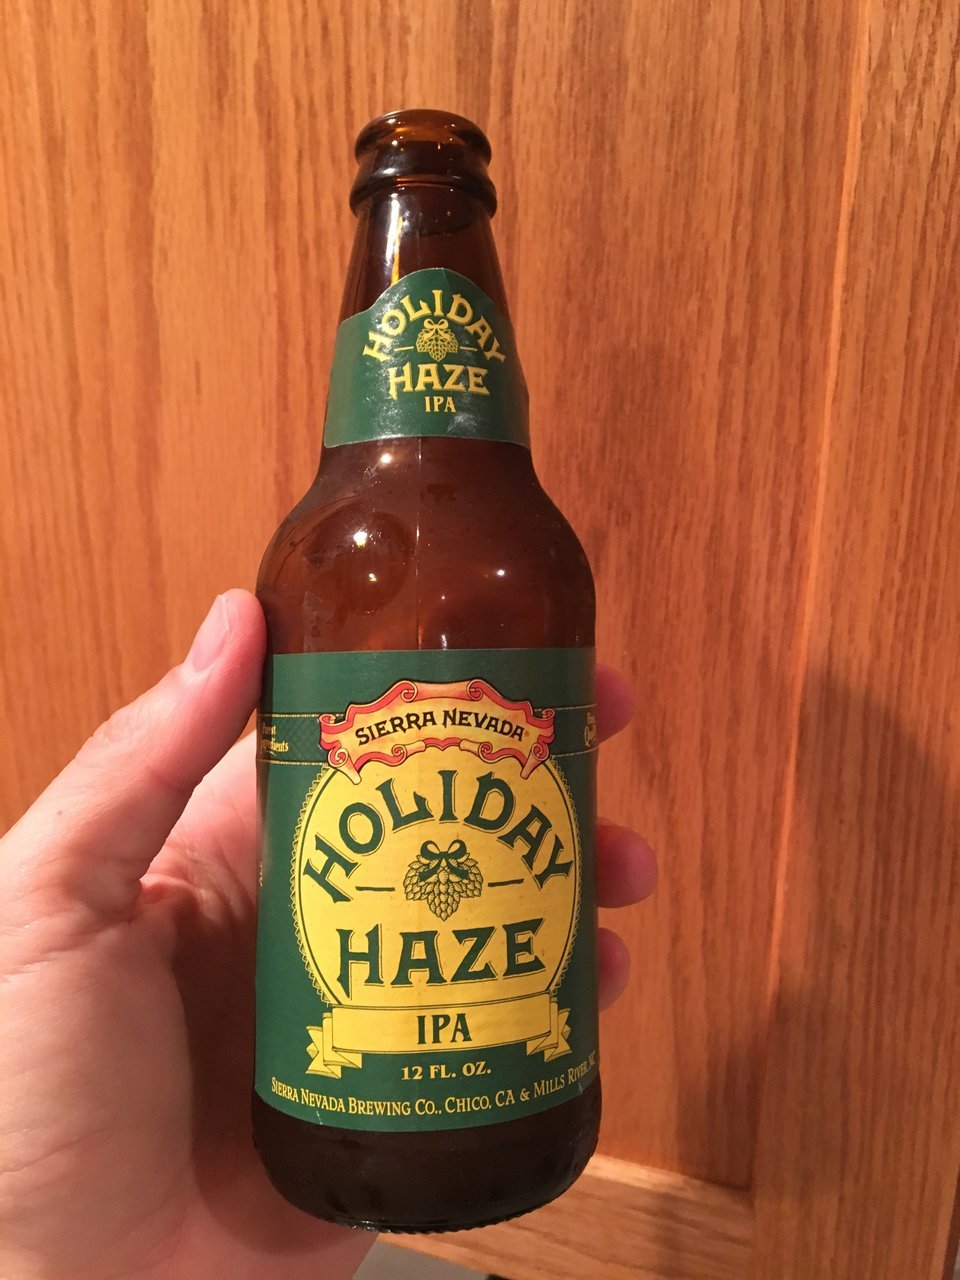 HOLIDAY
HAZE
IPA
SIERRA NEVADA
HOLIDAY
HAZE
IPA
12 FL. OZ.
SIERRA NEVADA BREWING CO., CHICO, CA & MILLS RIVER, NC